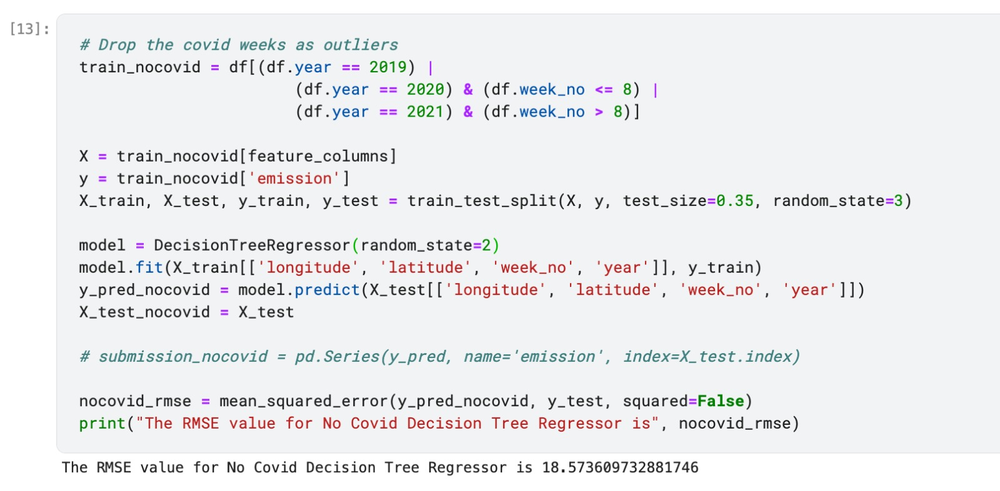 [13]:
# Drop the covid weeks as outliers
train_nocovid = df[(df.year == 2019) |
                       (df.year == 2020) & (df.week_no <= 8) |
                       (df.year == 2021) & (df.week_no > 8)]

X = train_nocovid[feature_columns]
y = train_nocovid['emission']
X_train, X_test, y_train, y_test = train_test_split(X, y, test_size=0.35, random_state=3)

model = DecisionTreeRegressor(random_state=2)
model.fit(X_train[['longitude', 'latitude', 'week_no', 'year']], y_train)
y_pred_nocovid = model.predict(X_test[['longitude', 'latitude', 'week_no', 'year']])
X_test_nocovid = X_test

# submission_nocovid = pd.Series(y_pred, name='emission', index=X_test.index)

nocovid_rmse = mean_squared_error(y_pred_nocovid, y_test, squared=False)
print("The RMSE value for No Covid Decision Tree Regressor is", nocovid_rmse)
The RMSE value for No Covid Decision Tree Regressor is 18.573609732881746